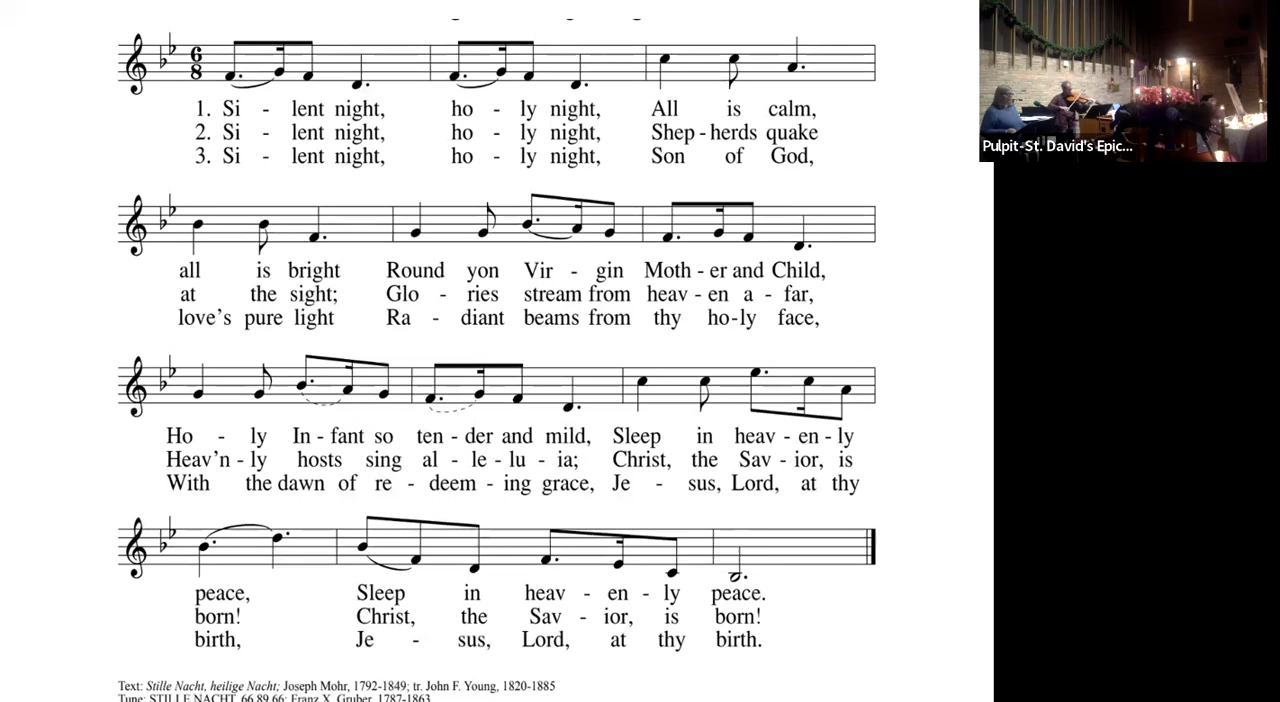 6
8
1. Si - lent night, ho - ly night, All is calm,
2. Si - lent night, ho - ly night, Shep - herds quake
3. Si - lent night, ho - ly night, Son of God,
all is bright Round yon Vir - gin Moth - er and Child,
at the sight; Glo - ries stream from heav - en a - far,
love's pure light Ra - diant beams from thy ho - ly face,
Ho - ly In - fant so ten - der and mild, Sleep in heav - en - ly
Heav'n - ly hosts sing al - le - lu - ia; Christ, the Sav - ior, is
With the dawn of re - deem - ing grace, Je - sus, Lord, at thy
peace, Sleep in heav - en - ly peace.
born! Christ, the Sav - ior, is born!
birth, Je - sus, Lord, at thy birth.
Text: Stille Nacht, heilige Nacht; Joseph Mohr, 1792-1849; tr. John F. Young, 1820-1885
Tune: STILLE NACHT, 66 89 66; Franz X. Gruber, 1787-1863
Pulpit-St. David's Epic...